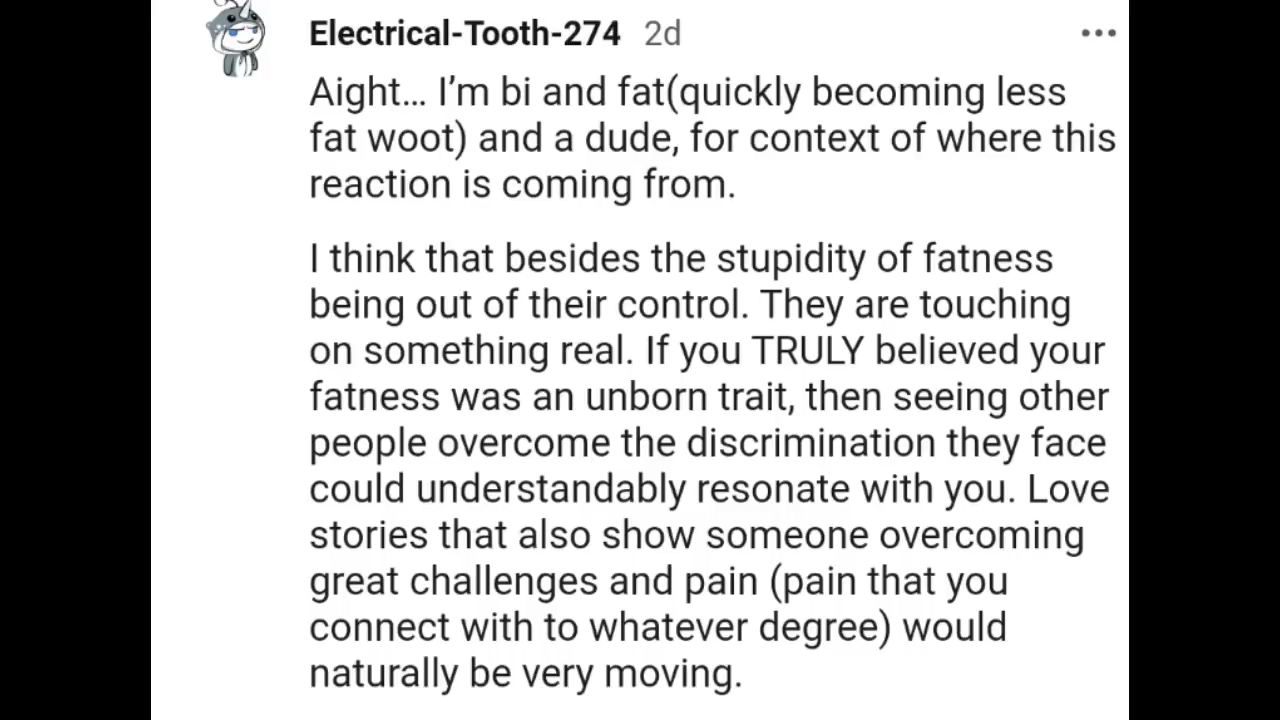 Electrical-Tooth-274 2d
Aight... I’m bi and fat(quickly becoming less
fat woot) and a dude, for context of where this
reaction is coming from.
I think that besides the stupidity of fatness
being out of their control. They are touching
on something real. If you TRULY believed your
fatness was an unborn trait, then seeing other
people overcome the discrimination they face
could understandably resonate with you. Love
stories that also show someone overcoming
great challenges and pain (pain that you
connect with to whatever degree) would
naturally be very moving.